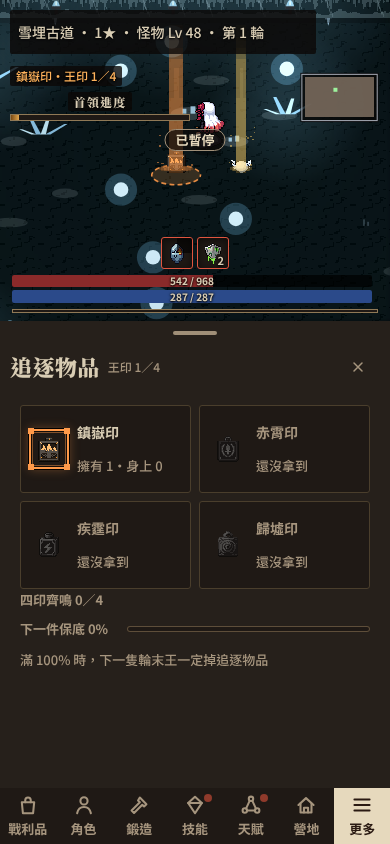 雪埋古道 • 1★ • 怪物 Lv 48 • 第 1 輪
鎮嶽印・王印 1／4
首領進度
已暫停
2
542 / 968
287 / 287
追逐物品 王印 1／4 ×
鎮嶽印
擁有 1・身上 0
赤霄印
還沒拿到
疾霆印
還沒拿到
歸墟印
還沒拿到
四印齊鳴 0／4
下一件保底 0%
滿 100% 時，下一隻輪末王一定掉追逐物品
戰利品 角色 鍛造 技能 天賦 營地 更多